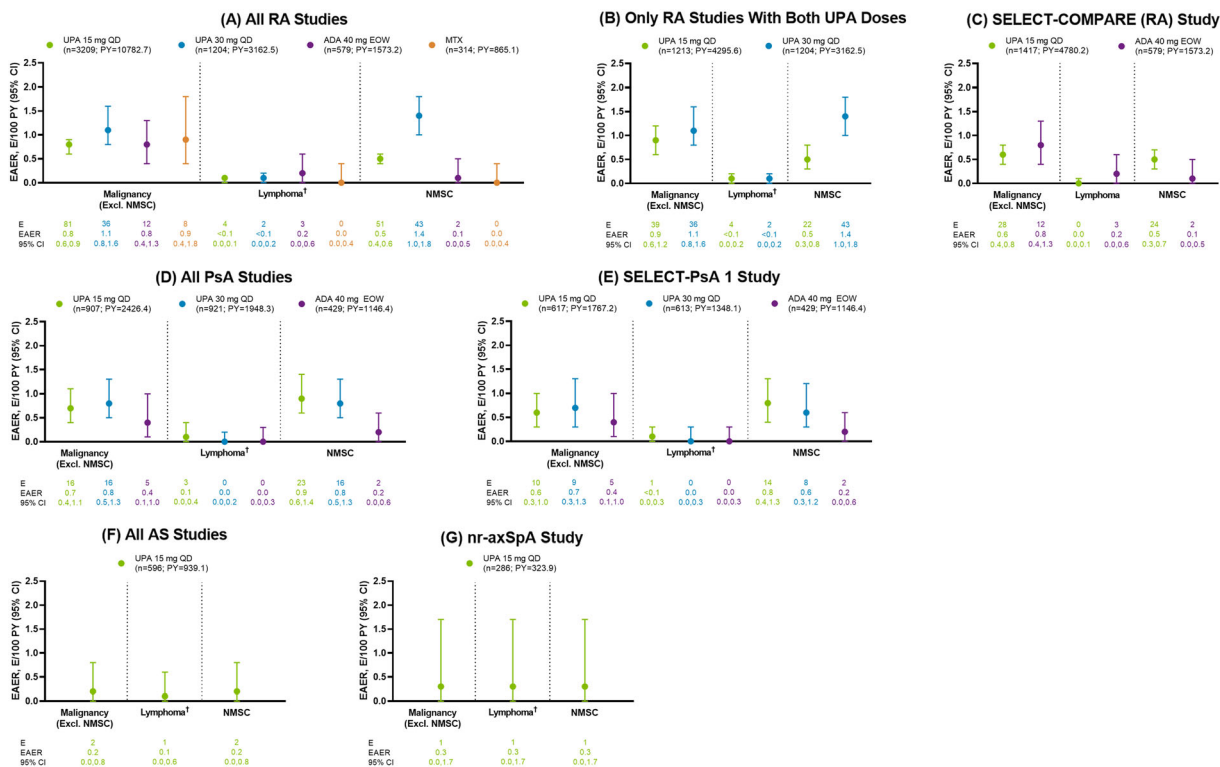 (A) All RA Studies
UPA 15 mg QD
(n=3209; PY=10782.7)
UPA 30 mg QD
(n=1204; PY=3162.5)
ADA 40 mg EOW
(n=579; PY=1573.2)
MTX
(n=314; PY=865.1)
EAER, E/100 PY (95% CI)
2.5
2.0
1.5
1.0
0.5
0.0
Malignancy
(Excl. NMSC)
Lymphoma†
NMSC
E 81 36 12 8 4 2 3 0 51 43 2 0
EAER 0.8 1.1 0.8 0.9 <0.1 <0.1 0.2 0.0 0.5 1.4 0.1 0.0
95% CI 0.6,0.9 0.8,1.6 0.4,1.3 0.4,1.8 0.0,0.1 0.0,0.2 0.0,0.6 0.0,0.4 0.4,0.6 1.0,1.8 0.0,0.5 0.0,0.4
(B) Only RA Studies With Both UPA Doses
UPA 15 mg QD
(n=1213; PY=4295.6)
UPA 30 mg QD
(n=1204; PY=3162.5)
EAER, E/100 PY (95% CI)
2.5
2.0
1.5
1.0
0.5
0.0
Malignancy
(Excl. NMSC)
Lymphoma†
NMSC
E 39 36 4 2 22 43
EAER 0.9 1.1 <0.1 <0.1 0.5 1.4
95% CI 0.6,1.2 0.8,1.6 0.0,0.2 0.0,0.2 0.3,0.8 1.0,1.8
(C) SELECT-COMPARE (RA) Study
UPA 15 mg QD
(n=1417; PY=4780.2)
ADA 40 mg EOW
(n=579; PY=1573.2)
EAER, E/100 PY (95% CI)
2.5
2.0
1.5
1.0
0.5
0.0
Malignancy
(Excl. NMSC)
Lymphoma
NMSC
E 28 12 0 3 24 2
EAER 0.6 0.8 0.0 0.2 0.5 0.1
95% CI 0.4,0.8 0.4,1.3 0.0,0.1 0.0,0.6 0.3,0.7 0.0,0.5
(D) All PsA Studies
UPA 15 mg QD
(n=907; PY=2426.4)
UPA 30 mg QD
(n=921; PY=1948.3)
ADA 40 mg EOW
(n=429; PY=1146.4)
EAER, E/100 PY (95% CI)
2.5
2.0
1.5
1.0
0.5
0.0
Malignancy
(Excl. NMSC)
Lymphoma†
NMSC
E 16 16 5 3 0 0 23 16 2
EAER 0.7 0.8 0.4 0.1 0.0 0.0 0.9 0.8 0.2
95% CI 0.4,1.1 0.5,1.3 0.1,1.0 0.0,0.4 0.0,0.2 0.0,0.3 0.6,1.4 0.5,1.3 0.0,0.6
(E) SELECT-PsA 1 Study
UPA 15 mg QD
(n=617; PY=1767.2)
UPA 30 mg QD
(n=613; PY=1348.1)
ADA 40 mg EOW
(n=429; PY=1146.4)
EAER, E/100 PY (95% CI)
2.5
2.0
1.5
1.0
0.5
0.0
Malignancy
(Excl. NMSC)
Lymphoma†
NMSC
E 10 9 5 1 0 0 14 8 2
EAER 0.6 0.7 0.4 <0.1 0.0 0.0 0.8 0.6 0.2
95% CI 0.3,1.0 0.3,1.3 0.1,1.0 0.0,0.3 0.0,0.3 0.0,0.3 0.4,1.3 0.3,1.2 0.0,0.6
(F) All AS Studies
UPA 15 mg QD
(n=596; PY=939.1)
EAER, E/100 PY (95% CI)
2.5
2.0
1.5
1.0
0.5
0.0
Malignancy
(Excl. NMSC)
Lymphoma†
NMSC
E 2 1 2
EAER 0.2 0.1 0.2
95% CI 0.0,0.8 0.0,0.6 0.0,0.8
(G) nr-axSpA Study
UPA 15 mg QD
(n=286; PY=323.9)
EAER, E/100 PY (95% CI)
2.5
2.0
1.5
1.0
0.5
0.0
Malignancy
(Excl. NMSC)
Lymphoma†
NMSC
E 1 1 1
EAER 0.3 0.3 0.3
95% CI 0.0,1.7 0.0,1.7 0.0,1.7